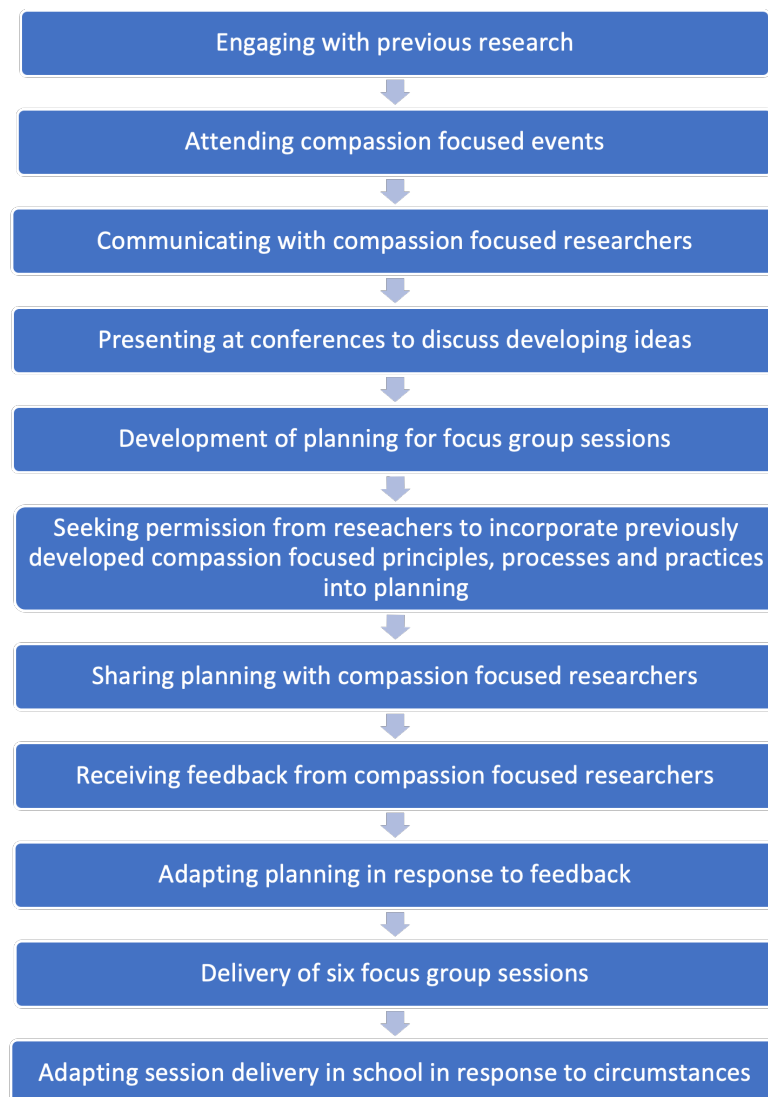 Engaging with previous research
Attending compassion focused events
Communicating with compassion focused researchers
Presenting at conferences to discuss developing ideas
Development of planning for focus group sessions
Seeking permission from reseachers to incorporate previously
developed compassion focused principles, processes and practices
into planning
Sharing planning with compassion focused researchers
Receiving feedback from compassion focused researchers
Adapting planning in response to feedback
Delivery of six focus group sessions
Adapting session delivery in school in response to circumstances